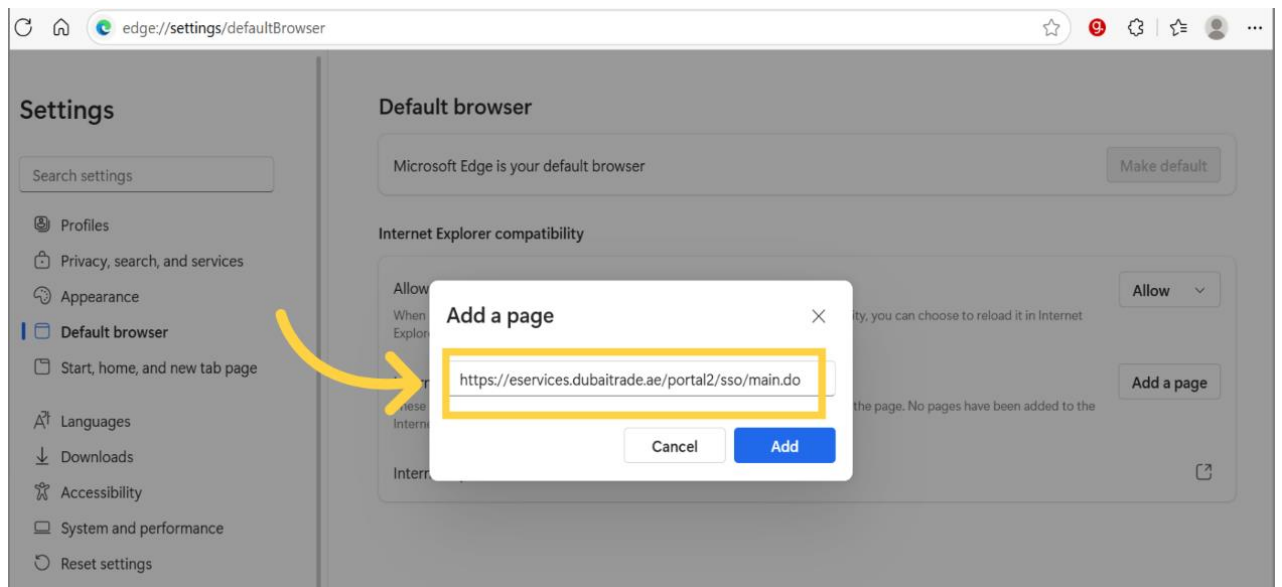 edge://settings/defaultBrowser
Settings
Search settings
Profiles
Privacy, search, and services
Appearance
Default browser
Start, home, and new tab page
Languages
Downloads
Accessibility
System and performance
Reset settings
Default browser
Microsoft Edge is your default browser
Make default
Internet Explorer compatibility
Allow
Allow
When
ity, you can choose to reload it in Internet
Explor
Add a page
https://eservices.dubaitrade.ae/portal2/sso/main.do
Cancel
Add
Add a page
the page. No pages have been added to the
Intern
Intern